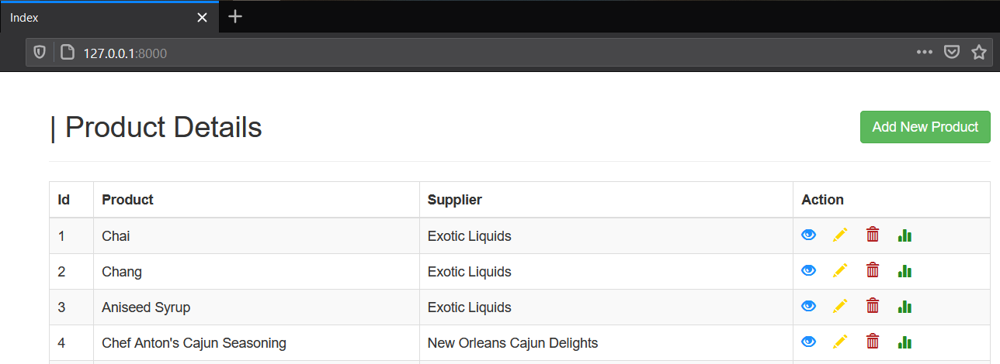 Index
127.0.0.1:8000
| Product Details
Add New Product
Id Product Supplier Action
1 Chai Exotic Liquids
2 Chang Exotic Liquids
3 Aniseed Syrup Exotic Liquids
4 Chef Anton's Cajun Seasoning New Orleans Cajun Delights